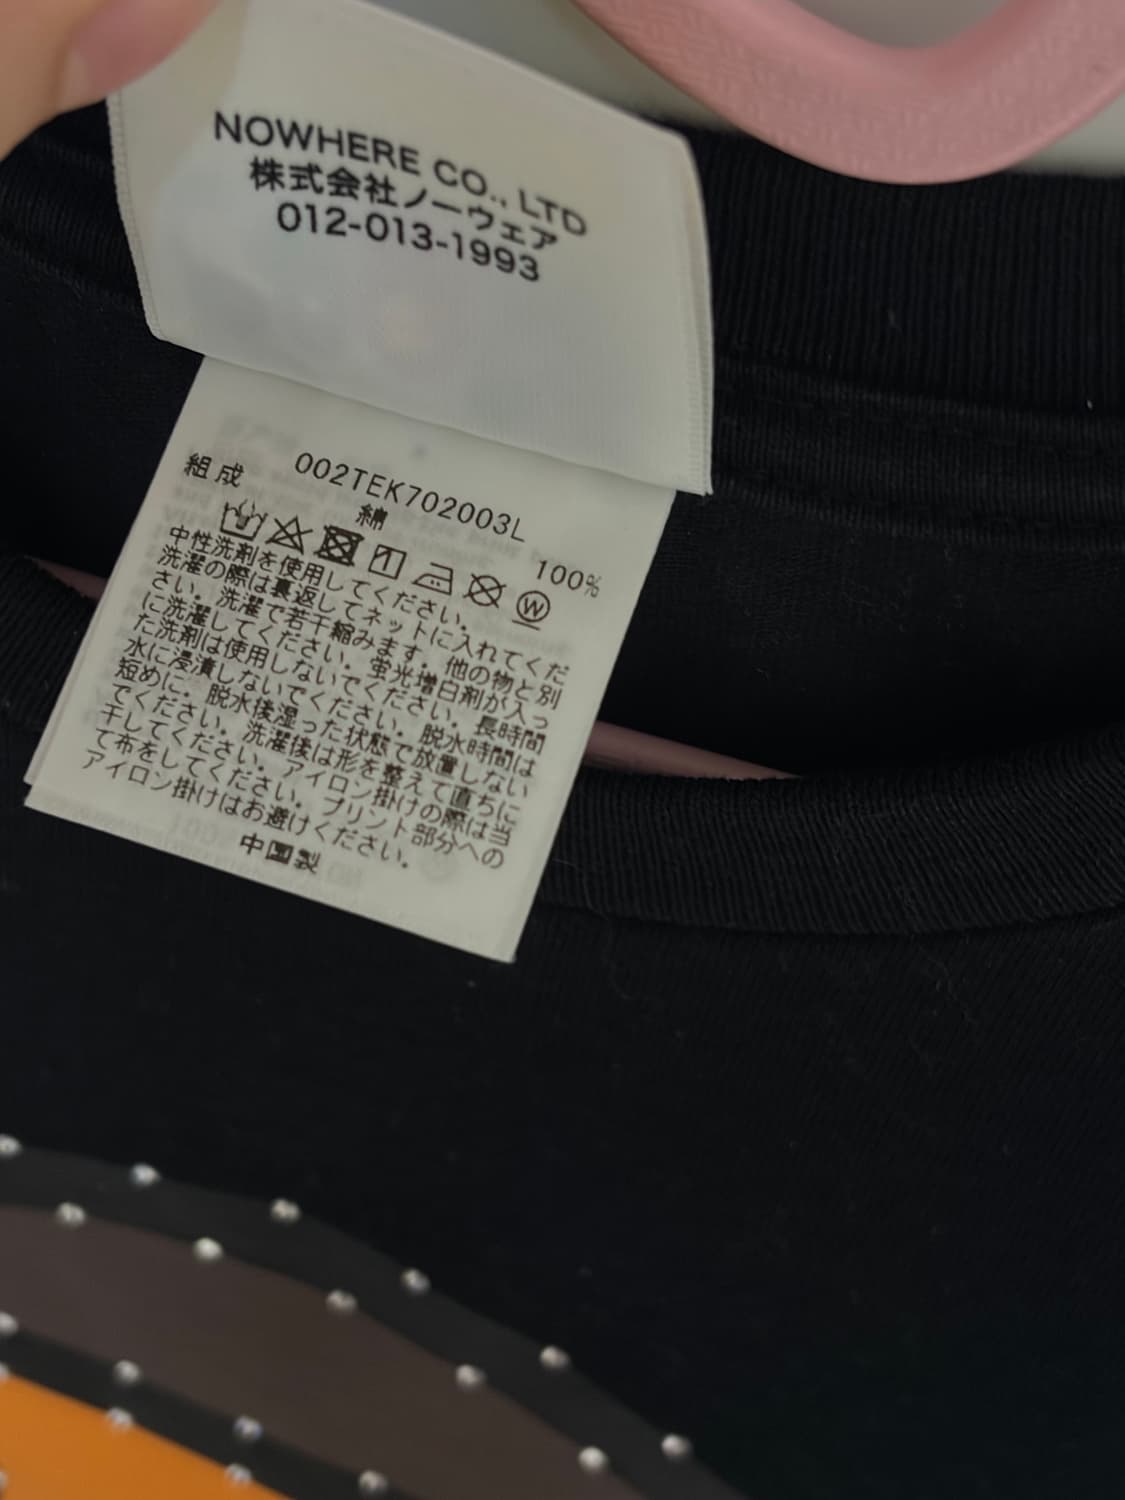 NOWHERE CO., LTD
株式会社ノーウェア
012-013-1993
002TEK702003L
組成
綿 100%
W
中性洗剤を使用してください。
洗濯の際は裏返してネットに入れてくだ
さい。洗濯で若干縮みます。他の物と別
に洗濯してください。蛍光増白剤が入っ
た洗剤は使用しないでください。長時間
水に浸漬しないでください。脱水時間は
短めに。脱水後湿った状態で放置しない
でください。洗濯後は形を整えて直ちに
干してください。アイロン掛けの際は当
て布をしてください。プリント部分への
アイロン掛けはお避けください。
中国製